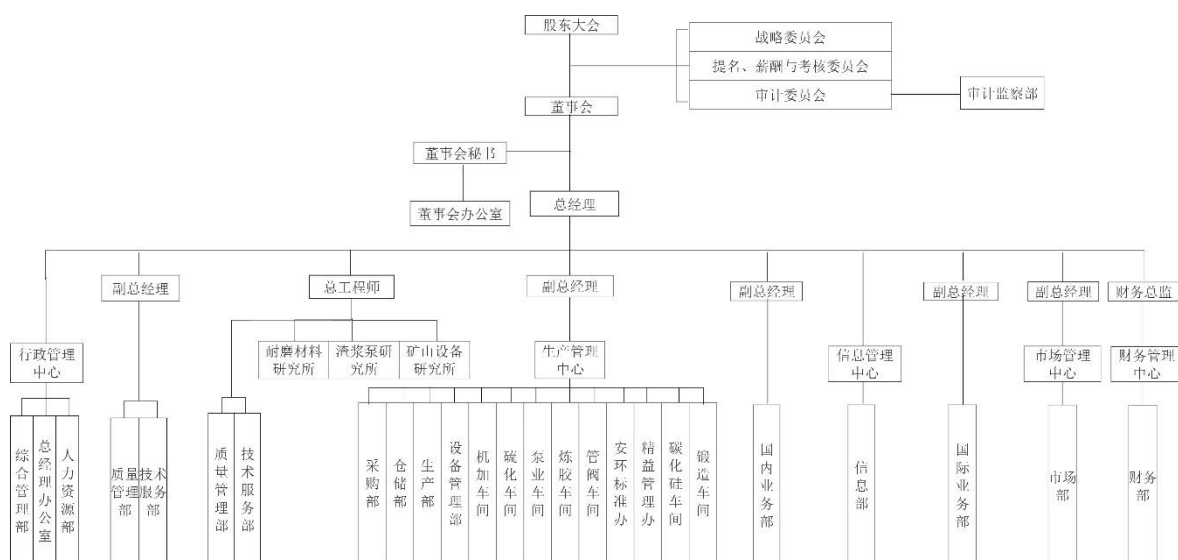 股东大会
战略委员会
提名、薪酬与考核委员会
审计委员会
审计监察部
董事会
董事会秘书
董事会办公室
总经理
副总经理
总工程师
副总经理
副总经理
副总经理
副总经理
财务总监
行政管理
中心
耐磨材料
研究所
渣浆泵研
究所
矿山设备
研究所
生产管理
中心
信息管理
中心
市场管理
中心
财务管理
中心
综合管理部
总经理办公室
人力资源部
质量管理部
技术服务部
质量管理部
技术服务部
采购部
仓储部
生产部
设备管理部
机加车间
硫化车间
泵业车间
炼胶车间
管阀车间
安环标准办
精益管理办
碳化硅车间
锻造车间
国内业务部
信息部
国际业务部
市场部
财务部